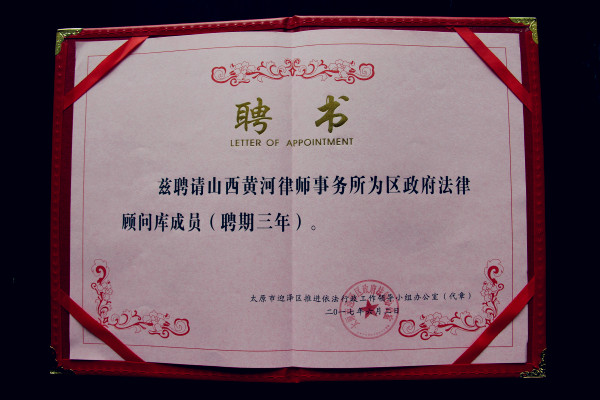 聘书
LETTER OF APPOINTMENT
兹聘请山西黄河律师事务所为区政府法律
顾问库成员（聘期三年）。
太原市迎泽区推进依法行政工作领导小组办公室（代章）
二〇一七年 月 日